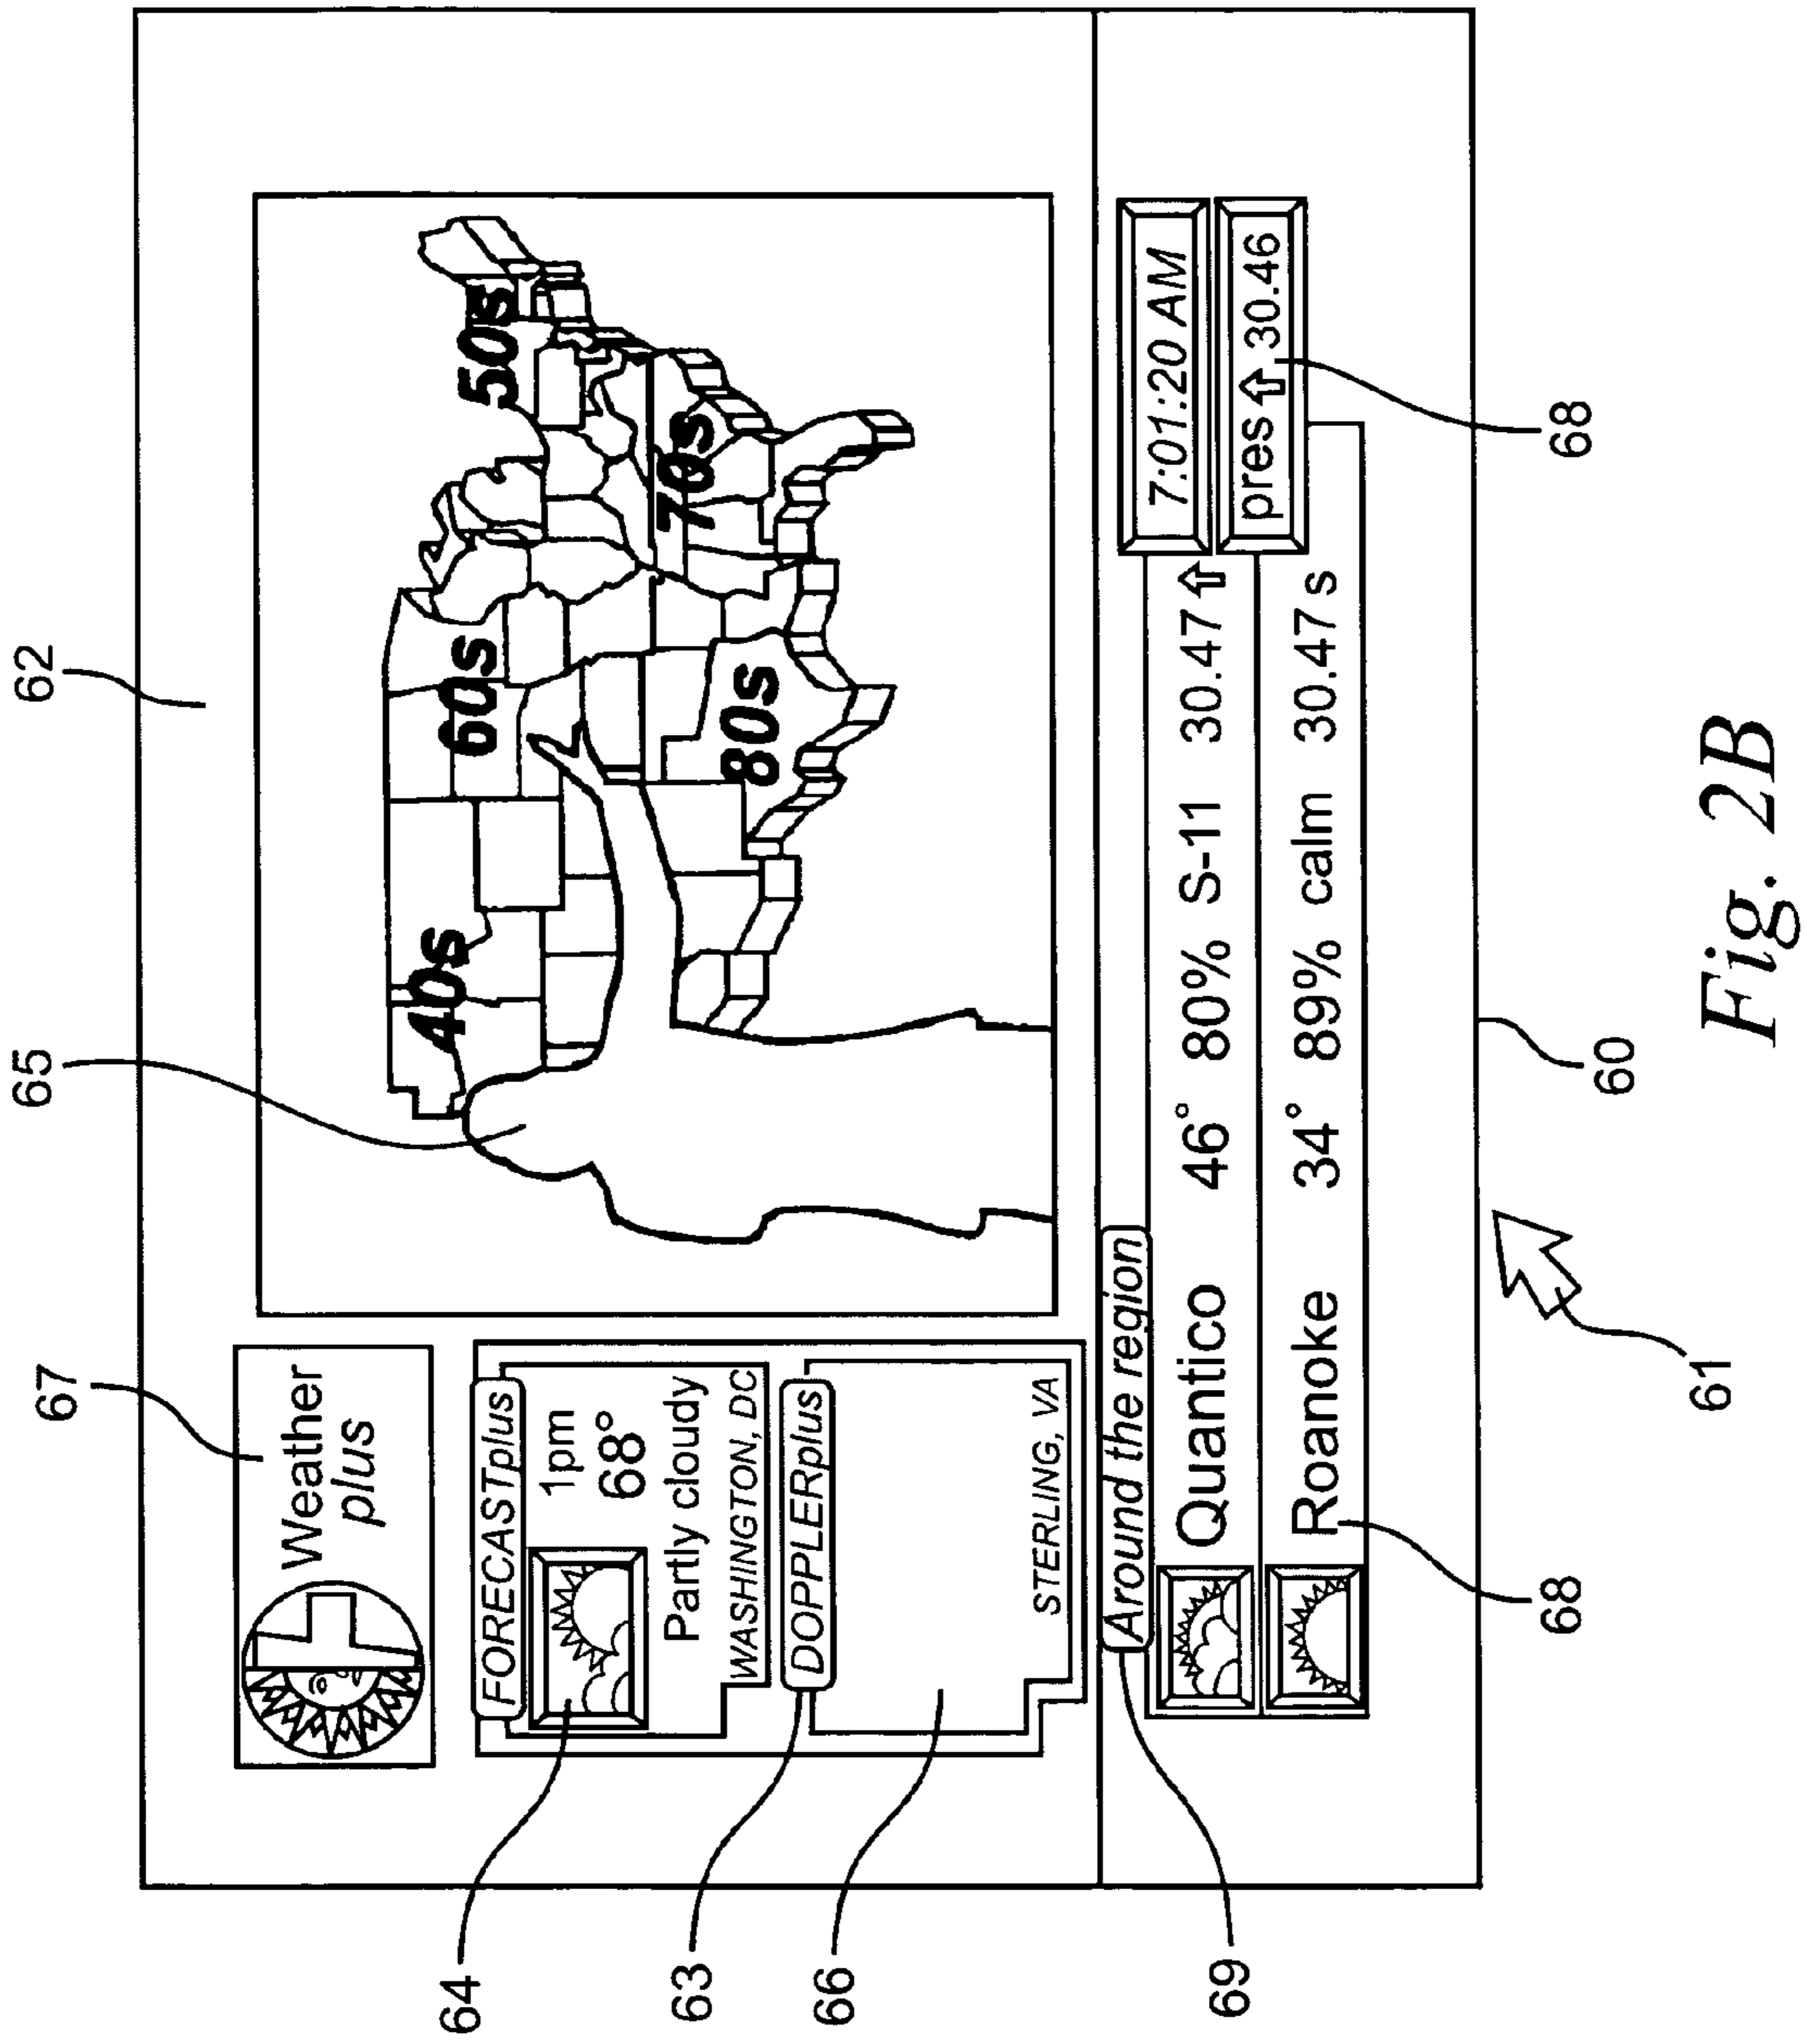 62
65
67
Weather
plus
FORECASTplus
1pm
68°
Partly cloudy
WASHINGTON, DC
64
DOPPLERplus
63
STERLING, VA
66
40s
60s
50s
70s
80s
Around the region
69
7:01:20 AM
Quantico 46° 80% S-11 30.47
pres 30.46
Roanoke 34° 89% calm 30.47 s
68
68
61
60
Fig. 2B